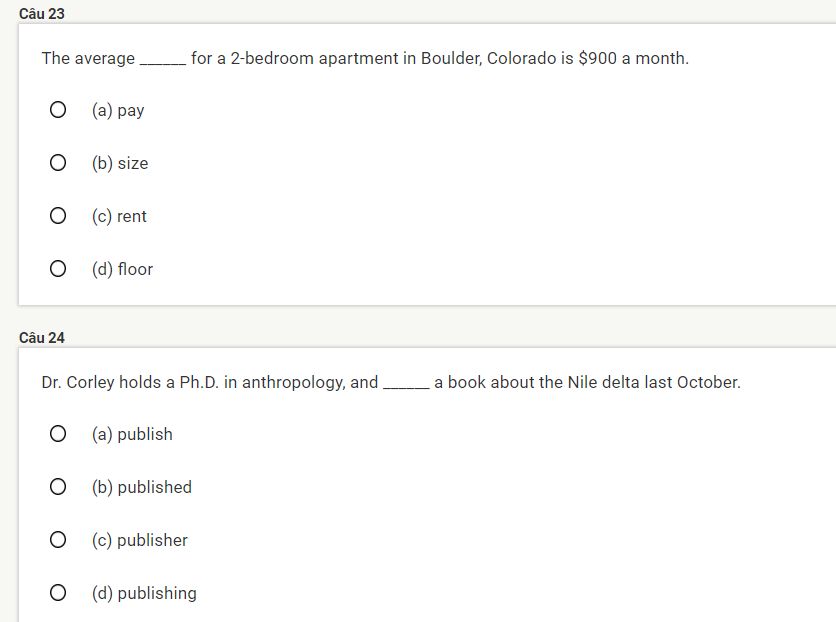 Câu 23
The average ______ for a 2-bedroom apartment in Boulder, Colorado is $900 a month.
(a) pay
(b) size
(c) rent
(d) floor
Câu 24
Dr. Corley holds a Ph.D. in anthropology, and ______ a book about the Nile delta last October.
(a) publish
(b) published
(c) publisher
(d) publishing